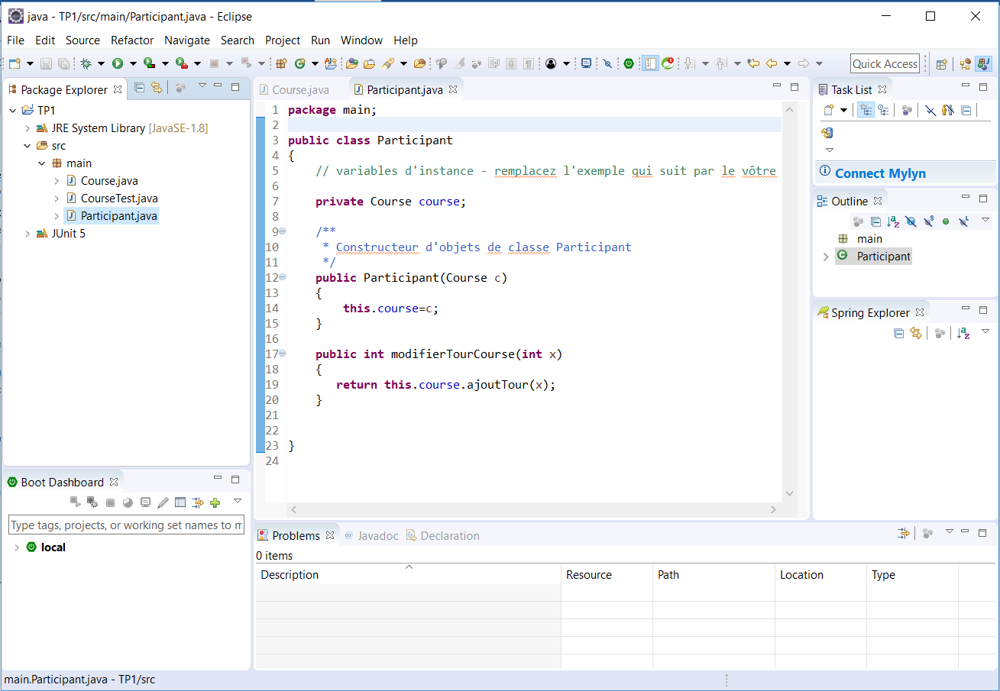 java - TP1/src/main/Participant.java - Eclipse
File Edit Source Refactor Navigate Search Project Run Window Help
Quick Access
Package Explorer
TP1
JRE System Library [JavaSE-1.8]
src
main
Course.java
CourseTest.java
Participant.java
JUnit 5
Course.java Participant.java
1 package main;
2
3 public class Participant
4 {
5 // variables d'instance - remplacez l'exemple qui suit par le vôtre
6
7 private Course course;
8
9 /**
10 * Constructeur d'objets de classe Participant
11 */
12 public Participant(Course c)
13 {
14 this.course=c;
15 }
16
17 public int modifierTourCourse(int x)
18 {
19 return this.course.ajoutTour(x);
20 }
21
22
23 }
24
Task List
Connect Mylyn
Outline
main
Participant
Spring Explorer
Boot Dashboard
Type tags, projects, or working set names to m
local
Problems Javadoc Declaration
0 items
Description Resource Path Location Type
main.Participant.java - TP1/src